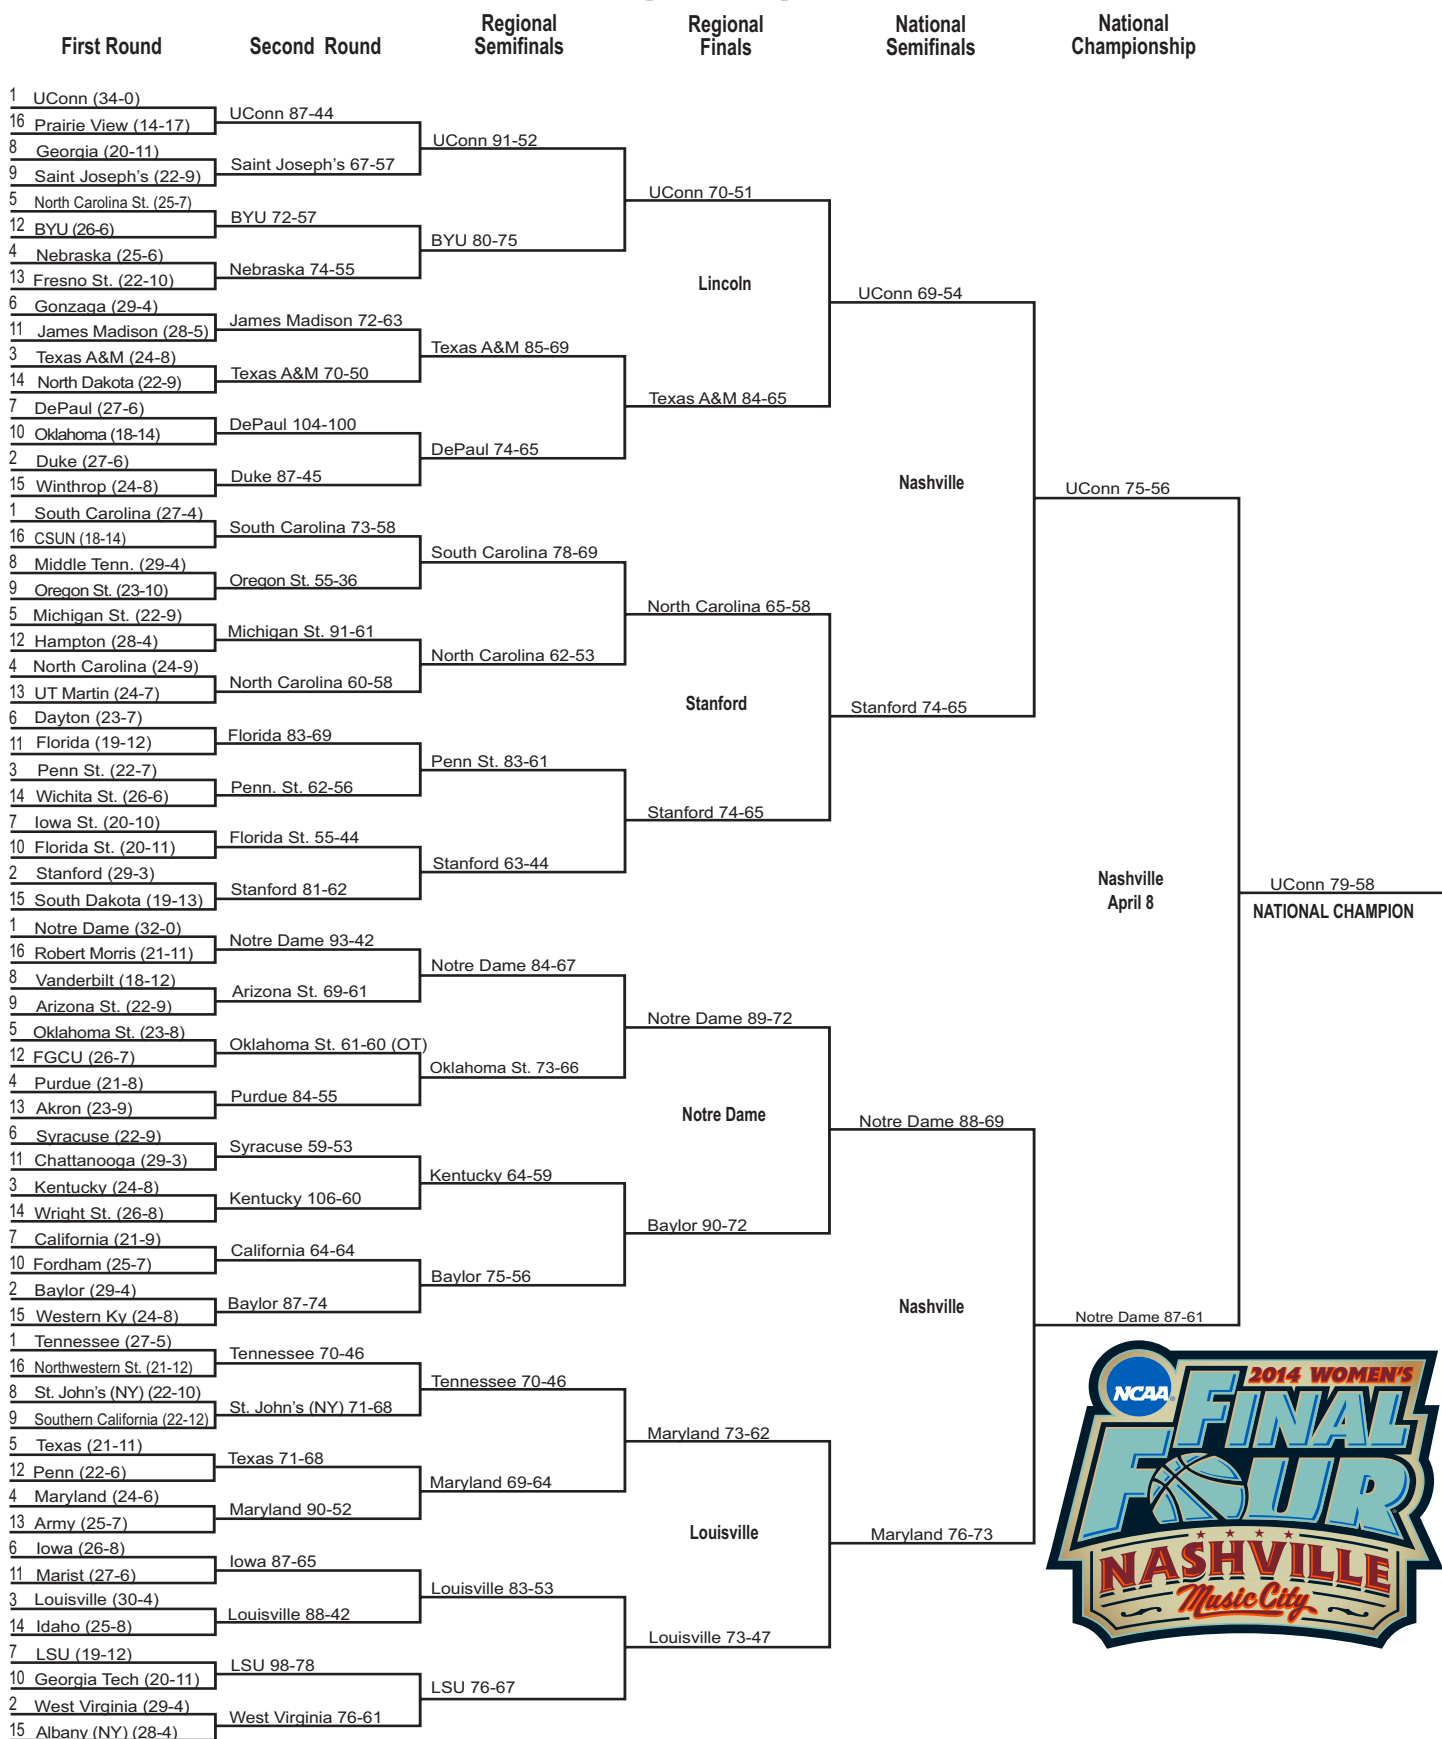 Regional
Semifinals
Regional
Finals
National
Semifinals
National
Championship
First Round
Second Round
1 UConn (34-0)
16 Prairie View (14-17)
8 Georgia (20-11)
9 Saint Joseph's (22-9)
5 North Carolina St. (25-7)
12 BYU (26-6)
4 Nebraska (25-6)
13 Fresno St. (22-10)
6 Gonzaga (29-4)
11 James Madison (28-5)
3 Texas A&M (24-8)
14 North Dakota (22-9)
7 DePaul (27-6)
10 Oklahoma (18-14)
2 Duke (27-6)
15 Winthrop (24-8)
1 South Carolina (27-4)
16 CSUN (18-14)
8 Middle Tenn. (29-4)
9 Oregon St. (23-10)
5 Michigan St. (22-9)
12 Hampton (28-4)
4 North Carolina (24-9)
13 UT Martin (24-7)
6 Dayton (23-7)
11 Florida (19-12)
3 Penn St. (22-7)
14 Wichita St. (26-6)
7 Iowa St. (20-10)
10 Florida St. (20-11)
2 Stanford (29-3)
15 South Dakota (19-13)
1 Notre Dame (32-0)
16 Robert Morris (21-11)
8 Vanderbilt (18-12)
9 Arizona St. (22-9)
5 Oklahoma St. (23-8)
12 FGCU (26-7)
4 Purdue (21-8)
13 Akron (23-9)
6 Syracuse (22-9)
11 Chattanooga (29-3)
3 Kentucky (24-8)
14 Wright St. (26-8)
7 California (21-9)
10 Fordham (25-7)
2 Baylor (29-4)
15 Western Ky (24-8)
1 Tennessee (27-5)
16 Northwestern St. (21-12)
8 St. John's (NY) (22-10)
9 Southern California (22-12)
5 Texas (21-11)
12 Penn (22-6)
4 Maryland (24-6)
13 Army (25-7)
6 Iowa (26-8)
11 Marist (27-6)
3 Louisville (30-4)
14 Idaho (25-8)
7 LSU (19-12)
10 Georgia Tech (20-11)
2 West Virginia (29-4)
15 Albany (NY) (28-4)
UConn 87-44
Saint Joseph's 67-57
BYU 72-57
Nebraska 74-55
James Madison 72-63
Texas A&M 70-50
DePaul 104-100
Duke 87-45
South Carolina 73-58
Oregon St. 55-36
Michigan St. 91-61
North Carolina 60-58
Florida 83-69
Penn. St. 62-56
Florida St. 55-44
Stanford 81-62
Notre Dame 93-42
Arizona St. 69-61
Oklahoma St. 61-60 (OT)
Purdue 84-55
Syracuse 59-53
Kentucky 106-60
California 64-64
Baylor 87-74
Tennessee 70-46
St. John's (NY) 71-68
Texas 71-68
Maryland 90-52
Iowa 87-65
Louisville 88-42
LSU 98-78
West Virginia 76-61
UConn 91-52
BYU 80-75
Texas A&M 85-69
DePaul 74-65
South Carolina 78-69
North Carolina 62-53
Penn St. 83-61
Stanford 63-44
Notre Dame 84-67
Oklahoma St. 73-66
Kentucky 64-59
Baylor 75-56
Tennessee 70-46
Maryland 69-64
Louisville 83-53
LSU 76-67
UConn 70-51
Lincoln
Texas A&M 84-65
North Carolina 65-58
Stanford
Stanford 74-65
Notre Dame 89-72
Notre Dame
Baylor 90-72
Maryland 73-62
Louisville
Louisville 73-47
UConn 69-54
Nashville
Stanford 74-65
Notre Dame 88-69
Nashville
Maryland 76-73
UConn 75-56
Nashville
April 8
Notre Dame 87-61
UConn 79-58
NATIONAL CHAMPION
NCAA
2014 WOMEN'S
FINAL
FOUR
NASHVILLE
Music City